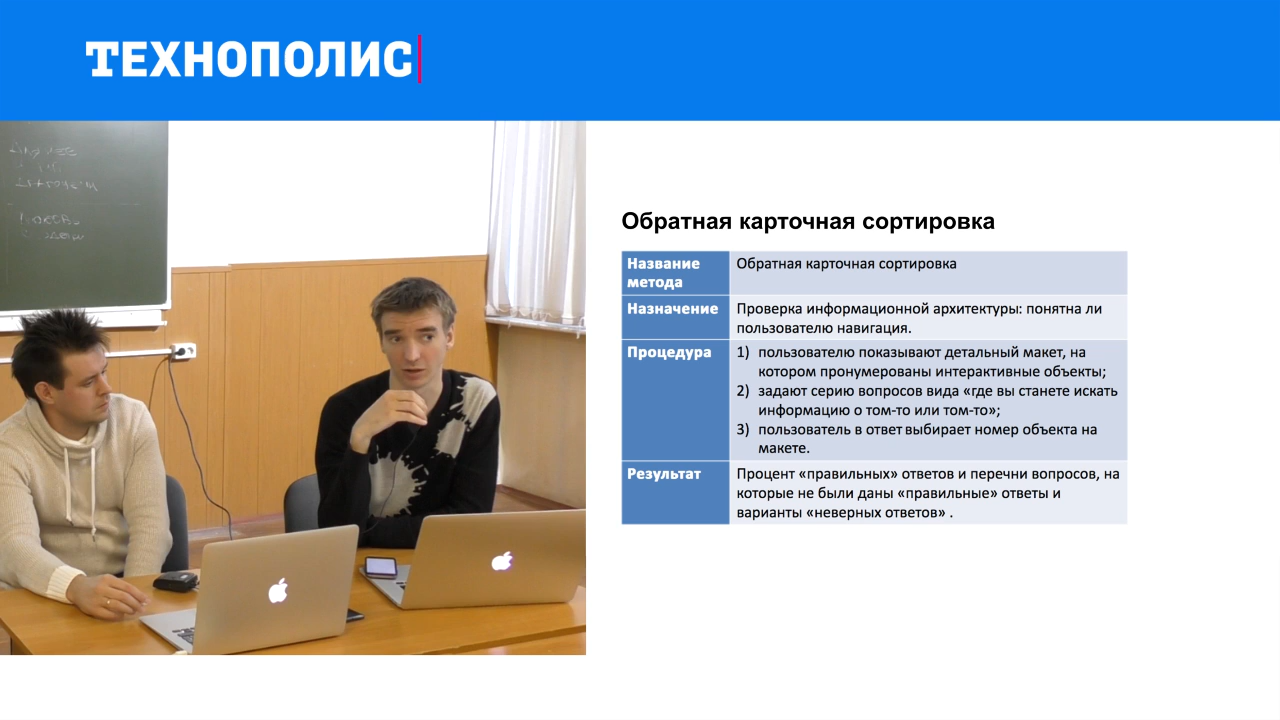 ТЕХНОПОЛИС
Обратная карточная сортировка
Название метода
Обратная карточная сортировка
Назначение
Проверка информационной архитектуры: понятна ли
пользователю навигация.
Процедура
1) пользователю показывают детальный макет, на
котором пронумерованы интерактивные объекты;
2) задают серию вопросов вида «где вы станете искать
информацию о том-то или том-то»;
3) пользователь в ответ выбирает номер объекта на
макете.
Результат
Процент «правильных» ответов и перечни вопросов, на
которые не были даны «правильные» ответы и
варианты «неверных ответов» .